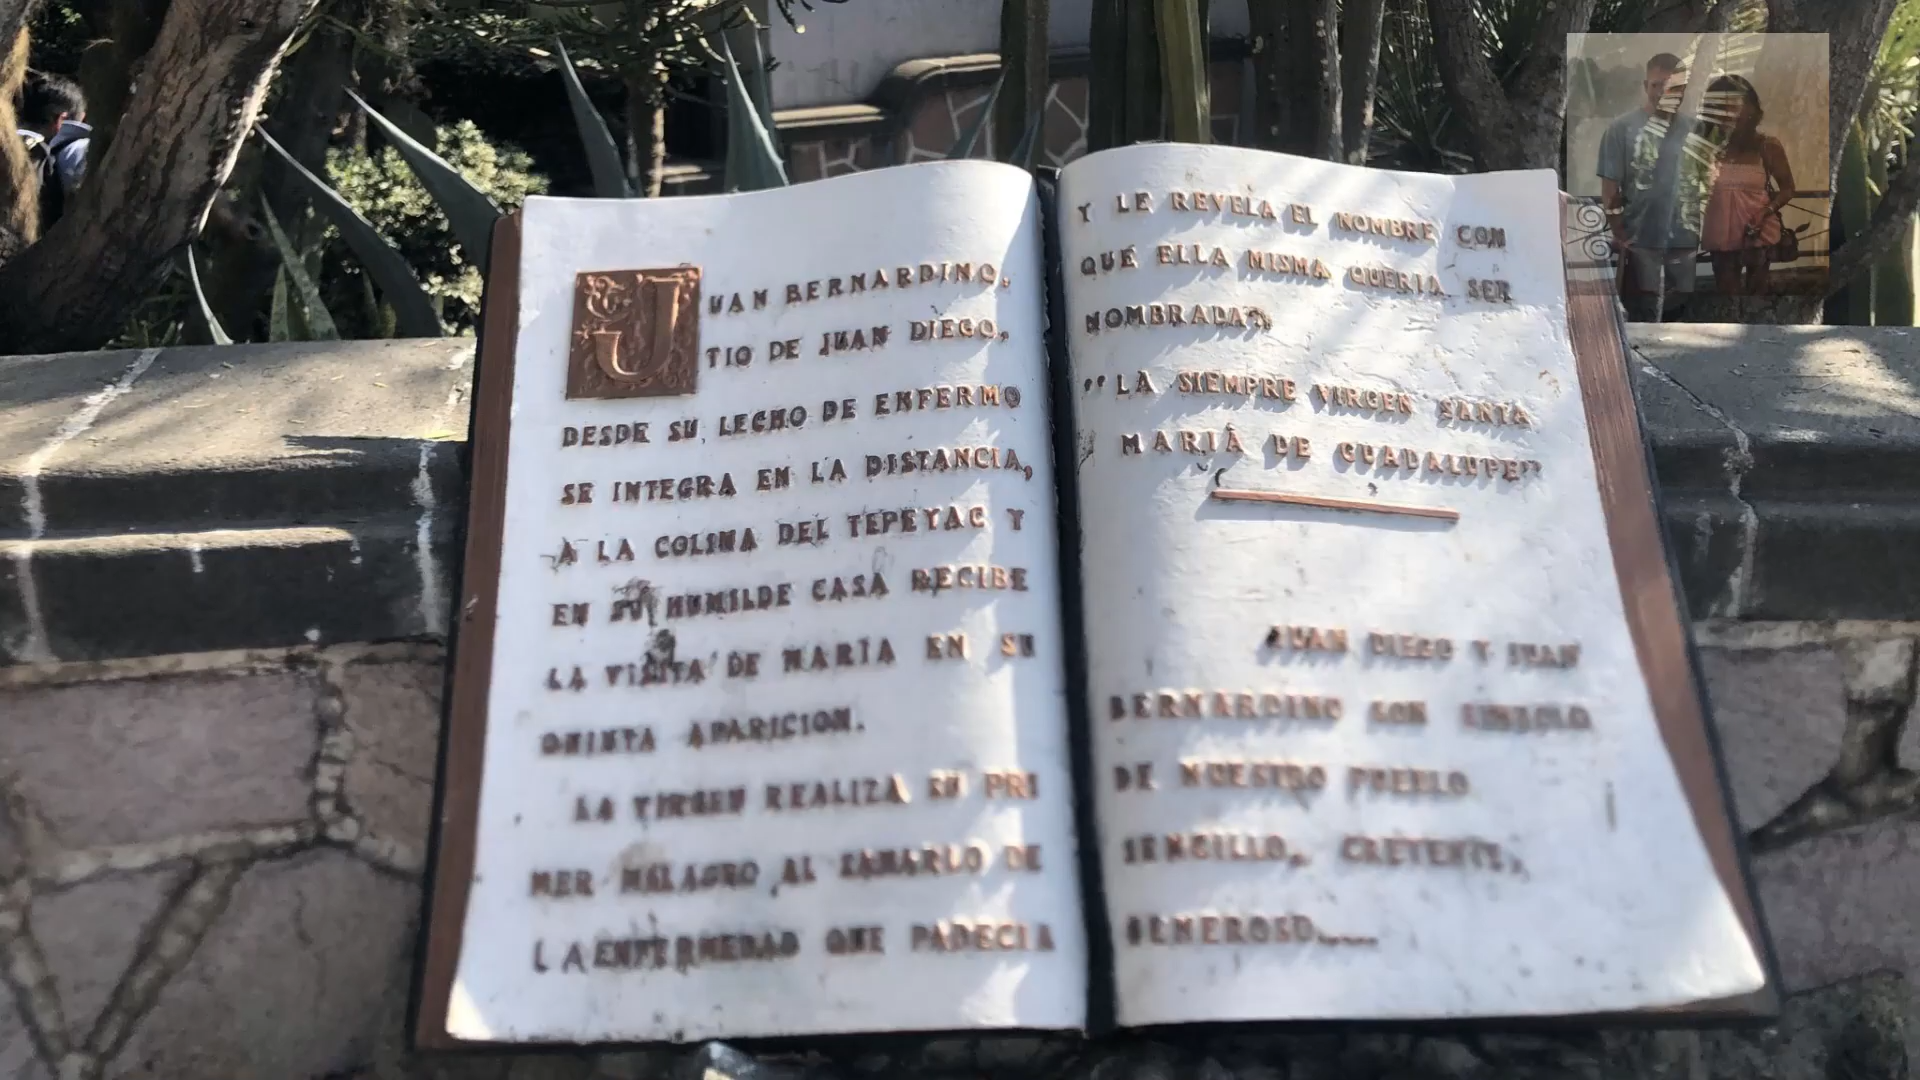 JUAN BERNARDINO,
TIO DE JUAN DIEGO,
DESDE SU LECHO DE ENFERMO
SE INTEGRA EN LA DISTANCIA,
A LA COLINA DEL TEPEYAC Y
EN SU HUMILDE CASA RECIBE
LA VISITA DE MARIA EN SU
QUINTA APARICION.
LA VIRGEN REALIZA SU PRI
MER MILAGRO AL SANARLO DE
LA ENFERMEDAD QUE PADECIA
Y LE REVELA EL NOMBRE CON
QUE ELLA MISMA QUERIA SER
NOMBRADA
"LA SIEMPRE VIRGEN SANTA
MARIA DE GUADALUPE"
JUAN DIEGO Y JUAN
BERNARDINO SON SIMBOLO
DE NUESTRO PUEBLO
SENCILLO, CREYENTE,
GENEROSO......